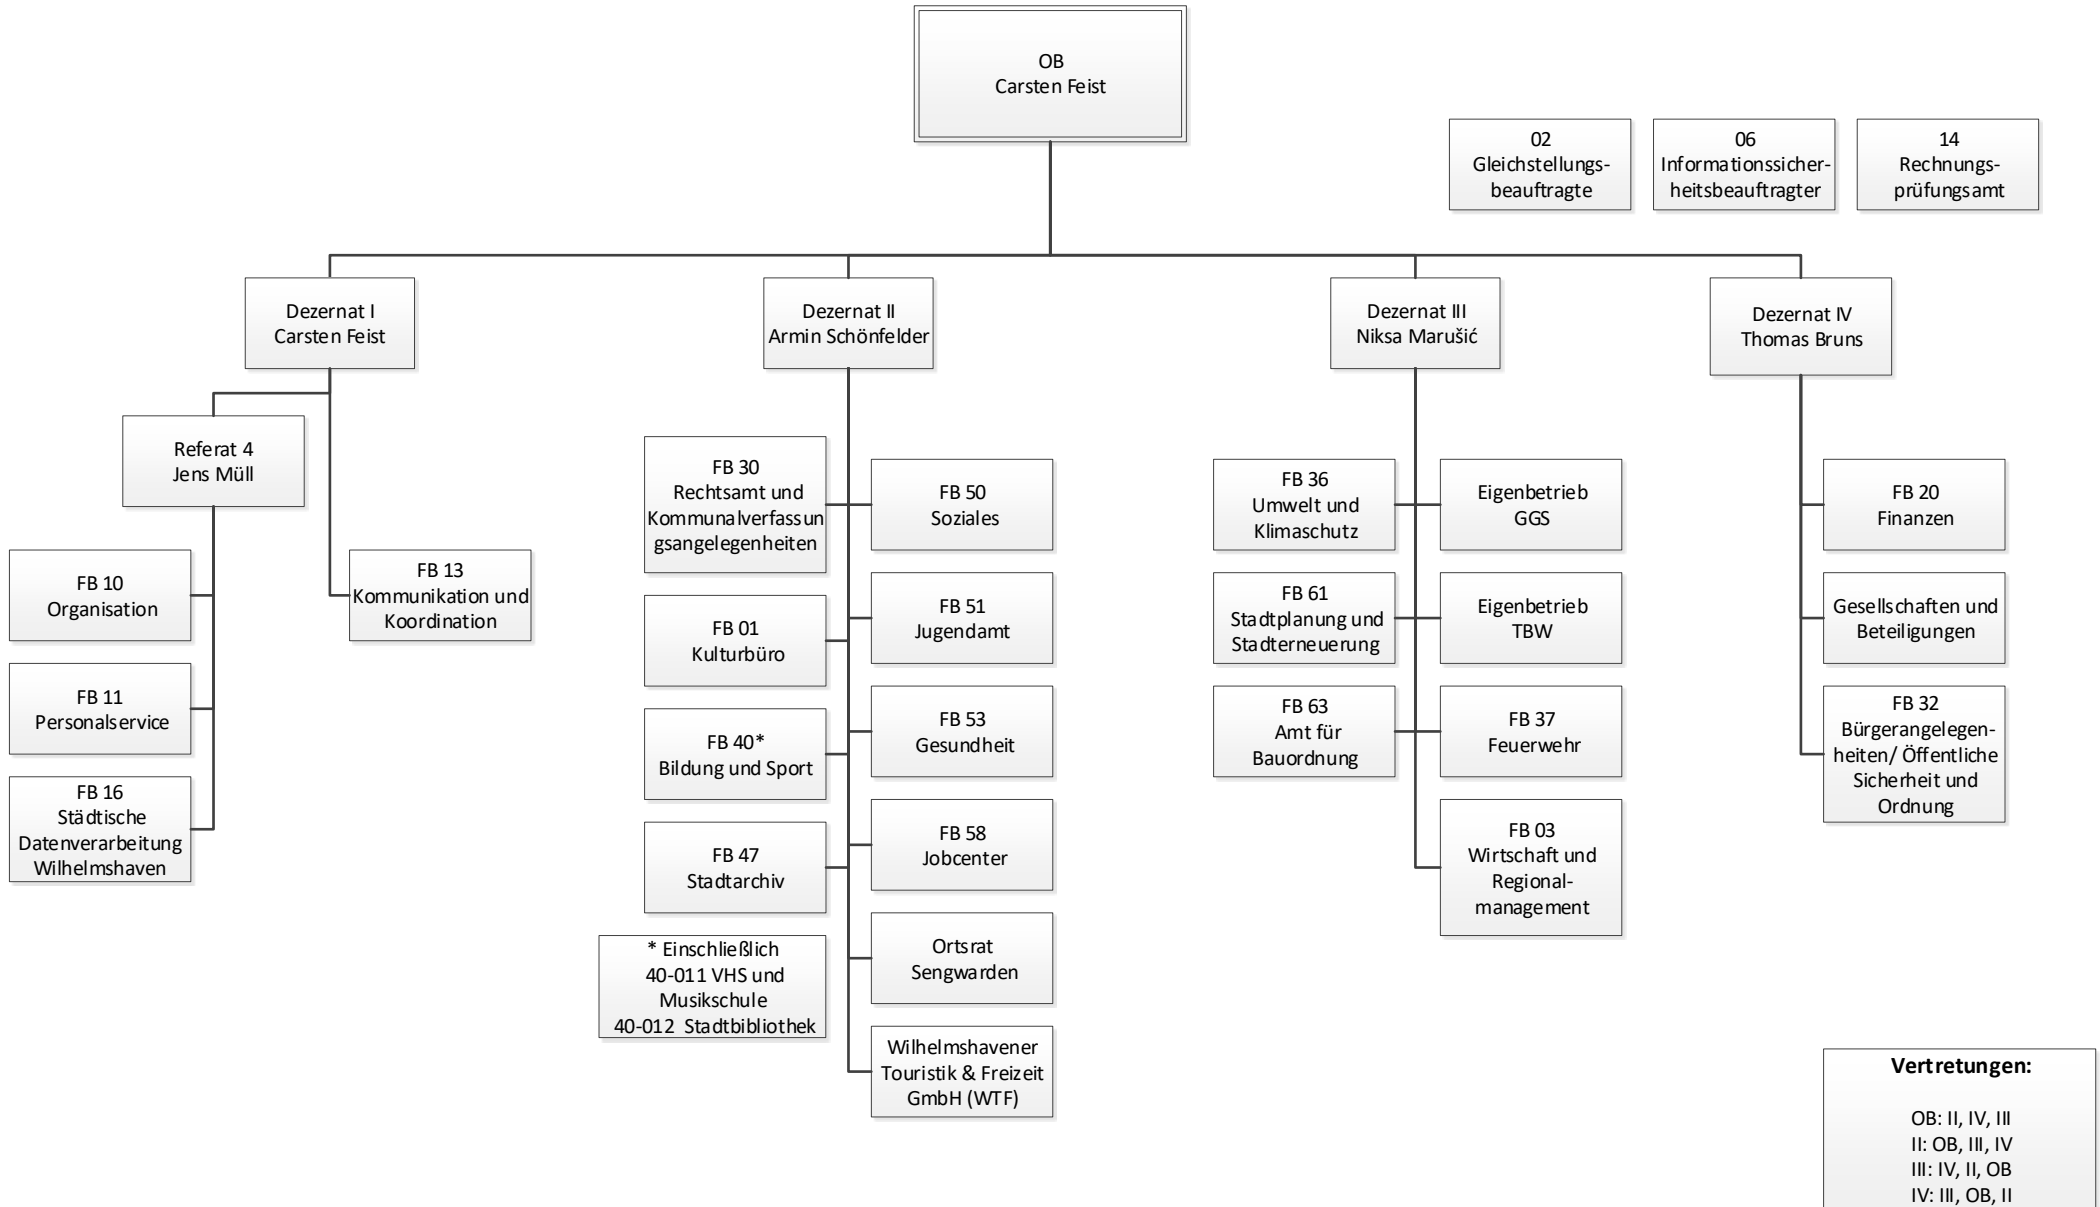 OB
Carsten Feist
02
Gleichstellungs-
beauftragte
06
Informationssicher-
heitsbeauftragter
14
Rechnungs-
prüfungsamt
Dezernat I
Carsten Feist
Dezernat II
Armin Schönfelder
Dezernat III
Niksa Marušić
Dezernat IV
Thomas Bruns
Referat 4
Jens Müll
FB 10
Organisation
FB 11
Personalservice
FB 16
Städtische
Datenverarbeitung
Wilhelmshaven
FB 13
Kommunikation und
Koordination
FB 30
Rechtsamt und
Kommunalverfassun
gsangelegenheiten
FB 01
Kulturbüro
FB 40*
Bildung und Sport
FB 47
Stadtarchiv
* Einschließlich
40-011 VHS und
Musikschule
40-012 Stadtbibliothek
FB 50
Soziales
FB 51
Jugendamt
FB 53
Gesundheit
FB 58
Jobcenter
Ortsrat
Sengwarden
Wilhelmshavener
Touristik & Freizeit
GmbH (WTF)
FB 36
Umwelt und
Klimaschutz
FB 61
Stadtplanung und
Stadterneuerung
FB 63
Amt für
Bauordnung
Eigenbetrieb
GGS
Eigenbetrieb
TBW
FB 37
Feuerwehr
FB 03
Wirtschaft und
Regional-
management
FB 20
Finanzen
Gesellschaften und
Beteiligungen
FB 32
Bürgerangelegen-
heiten/ Öffentliche
Sicherheit und
Ordnung
Vertretungen:
OB: II, IV, III
II: OB, III, IV
III: IV, II, OB
IV: III, OB, II